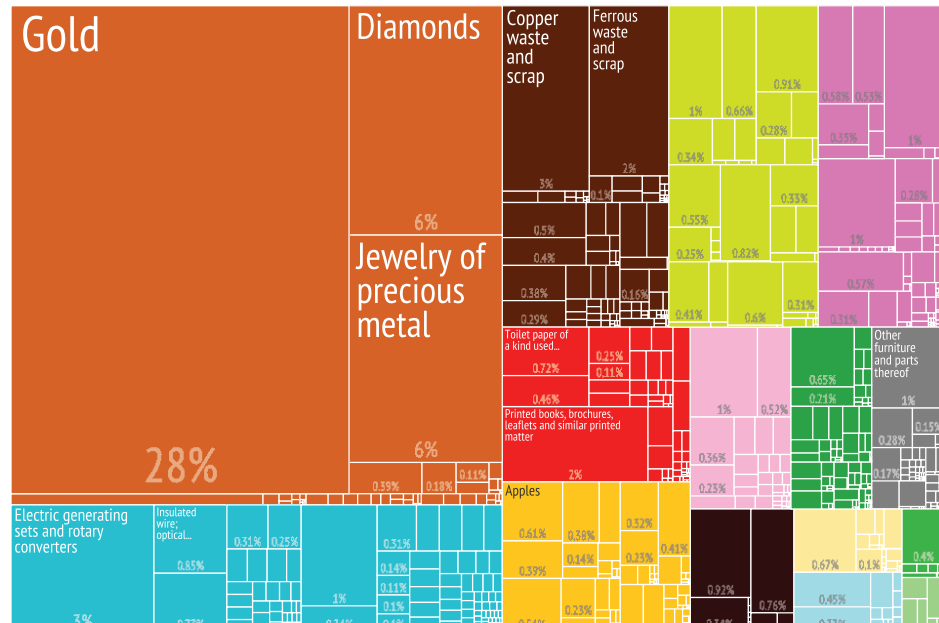 Gold
28%
Diamonds
6%
Jewelry of
precious
metal
6%
0.39%
0.18%
0.11%
Copper
waste
and
scrap
3%
Ferrous
waste
and
scrap
2%
0.1%
0.5%
0.4%
0.38%
0.29%
0.16%
1%
0.66%
0.91%
0.28%
0.34%
0.55%
0.25%
0.82%
0.33%
0.41%
0.6%
0.31%
0.58%
0.53%
0.35%
1%
1%
0.28%
0.57%
0.31%
Toilet paper of
a kind used...
0.72%
0.46%
0.25%
0.11%
Printed books, brochures,
leaflets and similar printed
matter
2%
1%
0.52%
0.36%
0.23%
0.65%
0.21%
Other
furniture
and parts
thereof
1%
0.28%
0.15%
0.17%
Electric generating
sets and rotary
converters
3%
Insulated
wire;
optical...
0.85%
0.31%
0.25%
1%
0.31%
0.14%
0.11%
0.1%
Apples
0.61%
0.39%
0.38%
0.14%
0.23%
0.32%
0.23%
0.41%
0.92%
0.76%
0.67%
0.1%
0.45%
0.4%